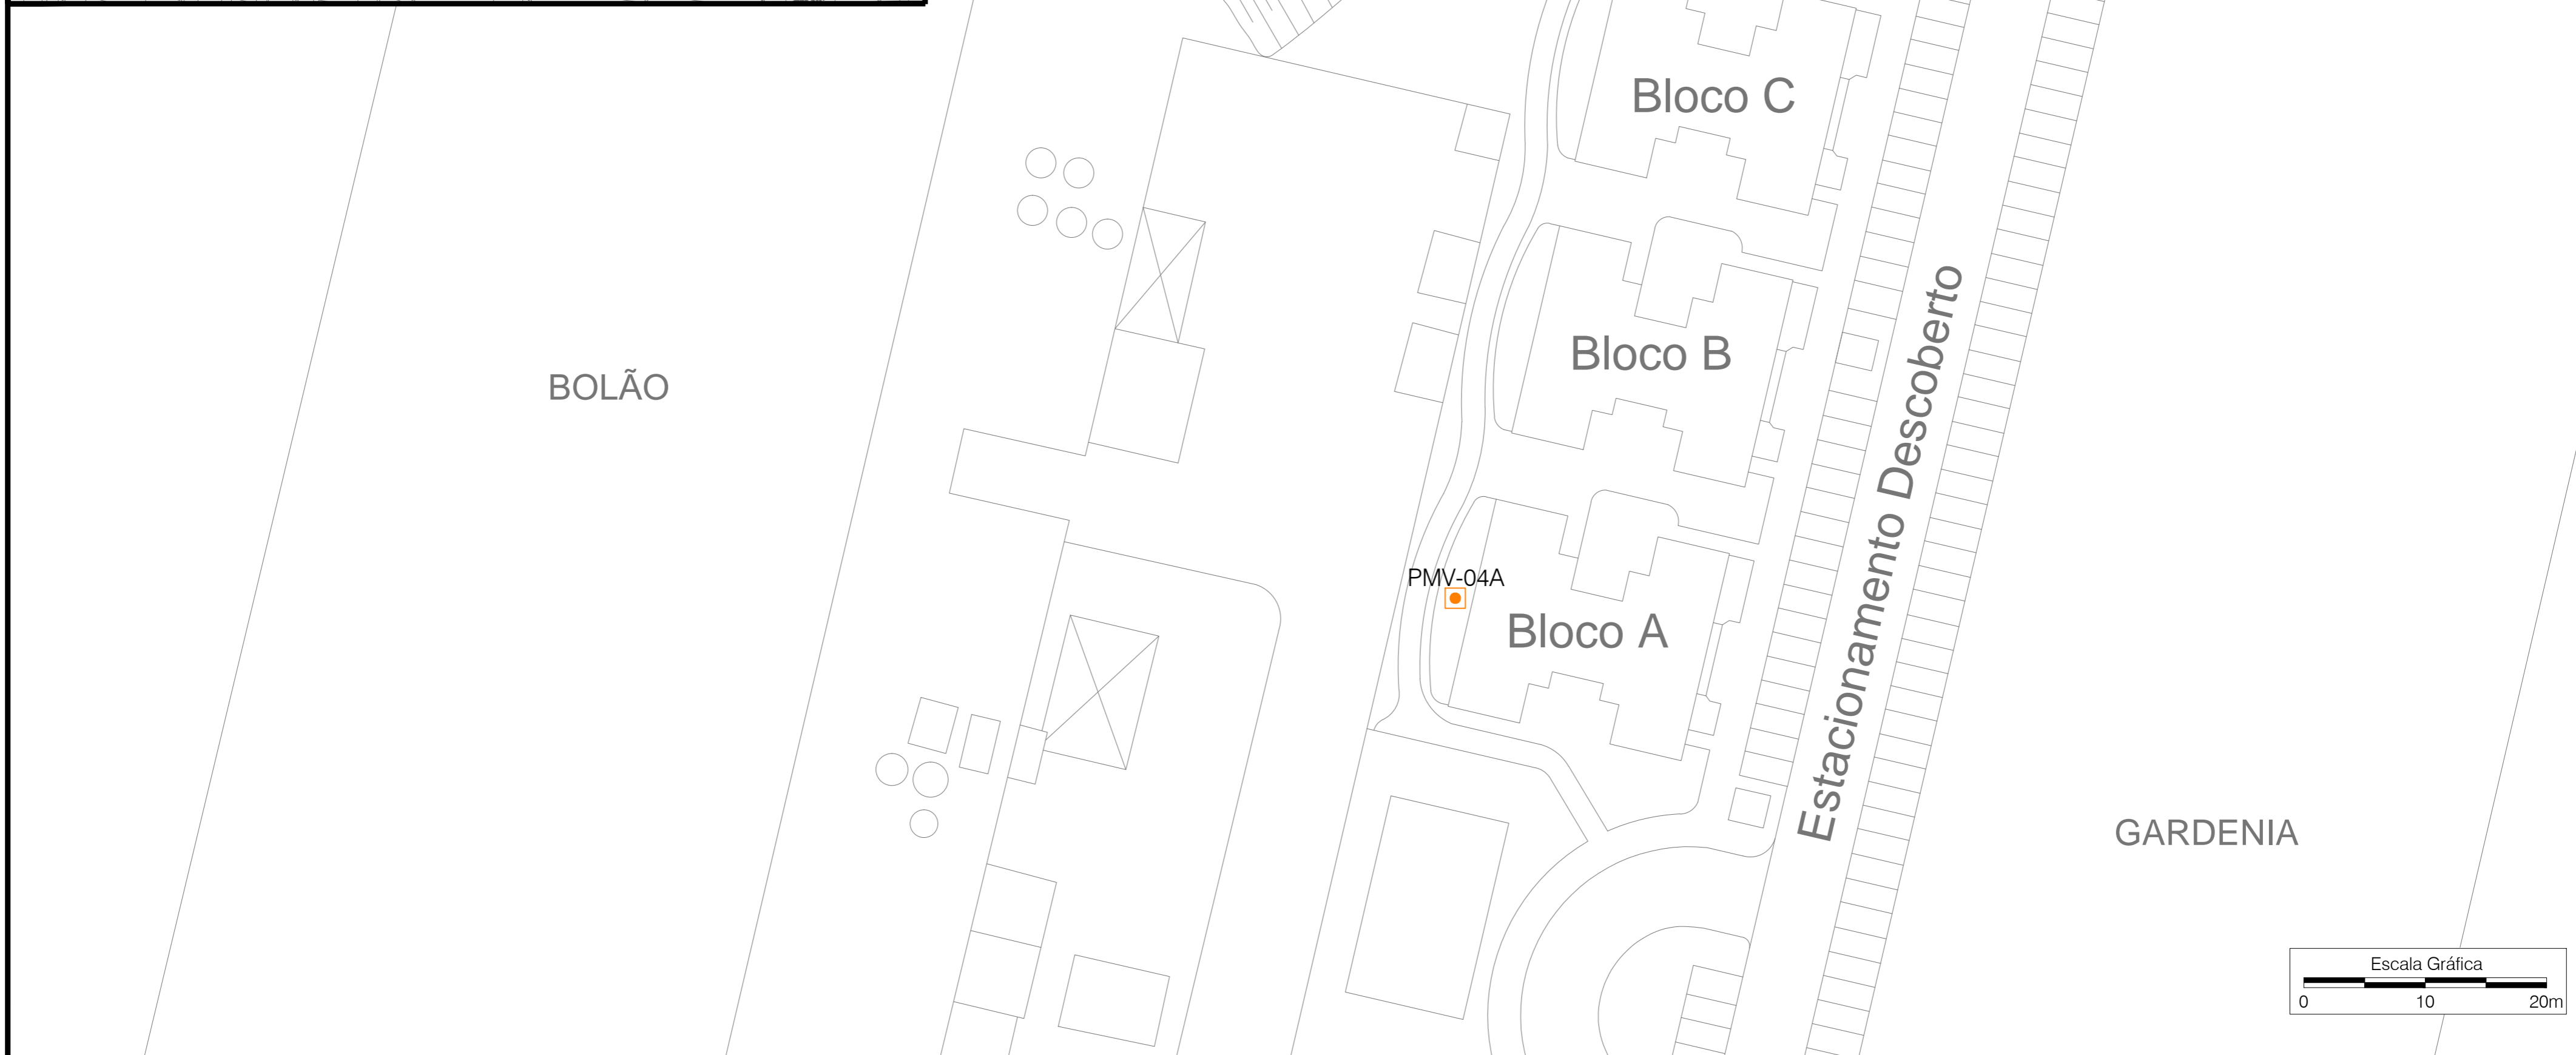 Bloco C
Bloco B
BOLÃO
Estacionamento Descoberto
PMV-04A
Bloco A
GARDENIA
Escala Gráfica
0 10 20m